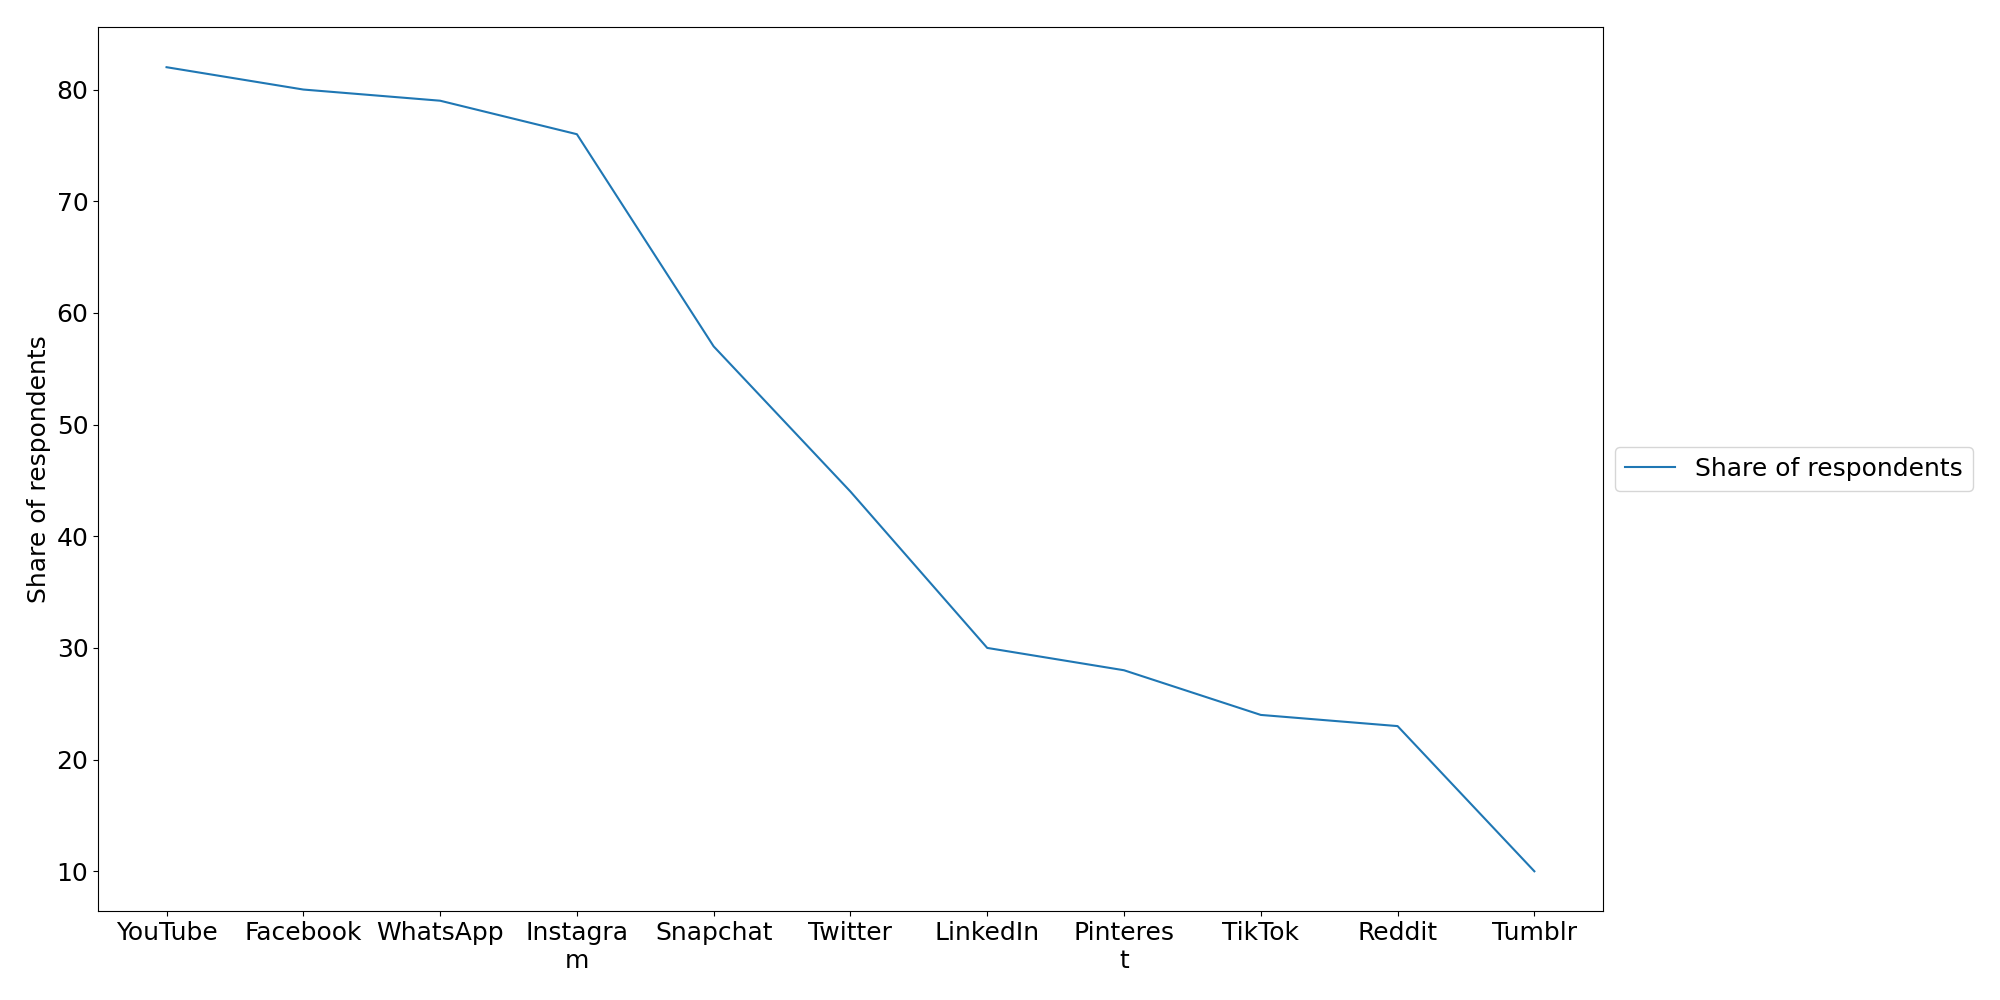 Share of respondents
80
70
60
50
40
30
20
10
YouTube Facebook WhatsApp Instagra Snapchat Twitter LinkedIn Pinteres TikTok Reddit Tumblr
m t
Share of respondents